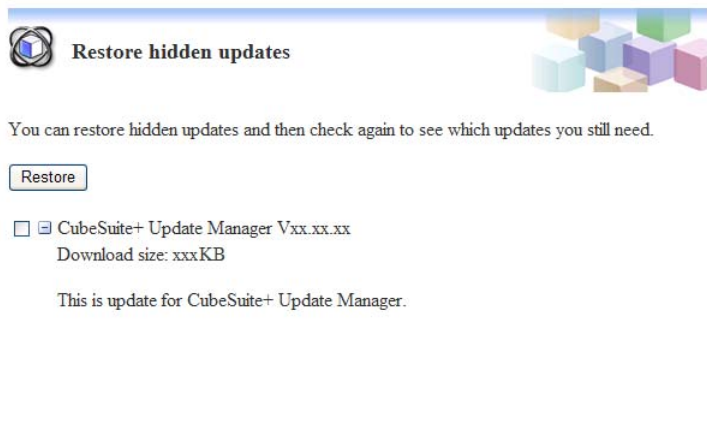 Restore hidden updates
You can restore hidden updates and then check again to see which updates you still need.
Restore
CubeSuite+ Update Manager Vxx.xx.xx
Download size: xxxKB
This is update for CubeSuite+ Update Manager.